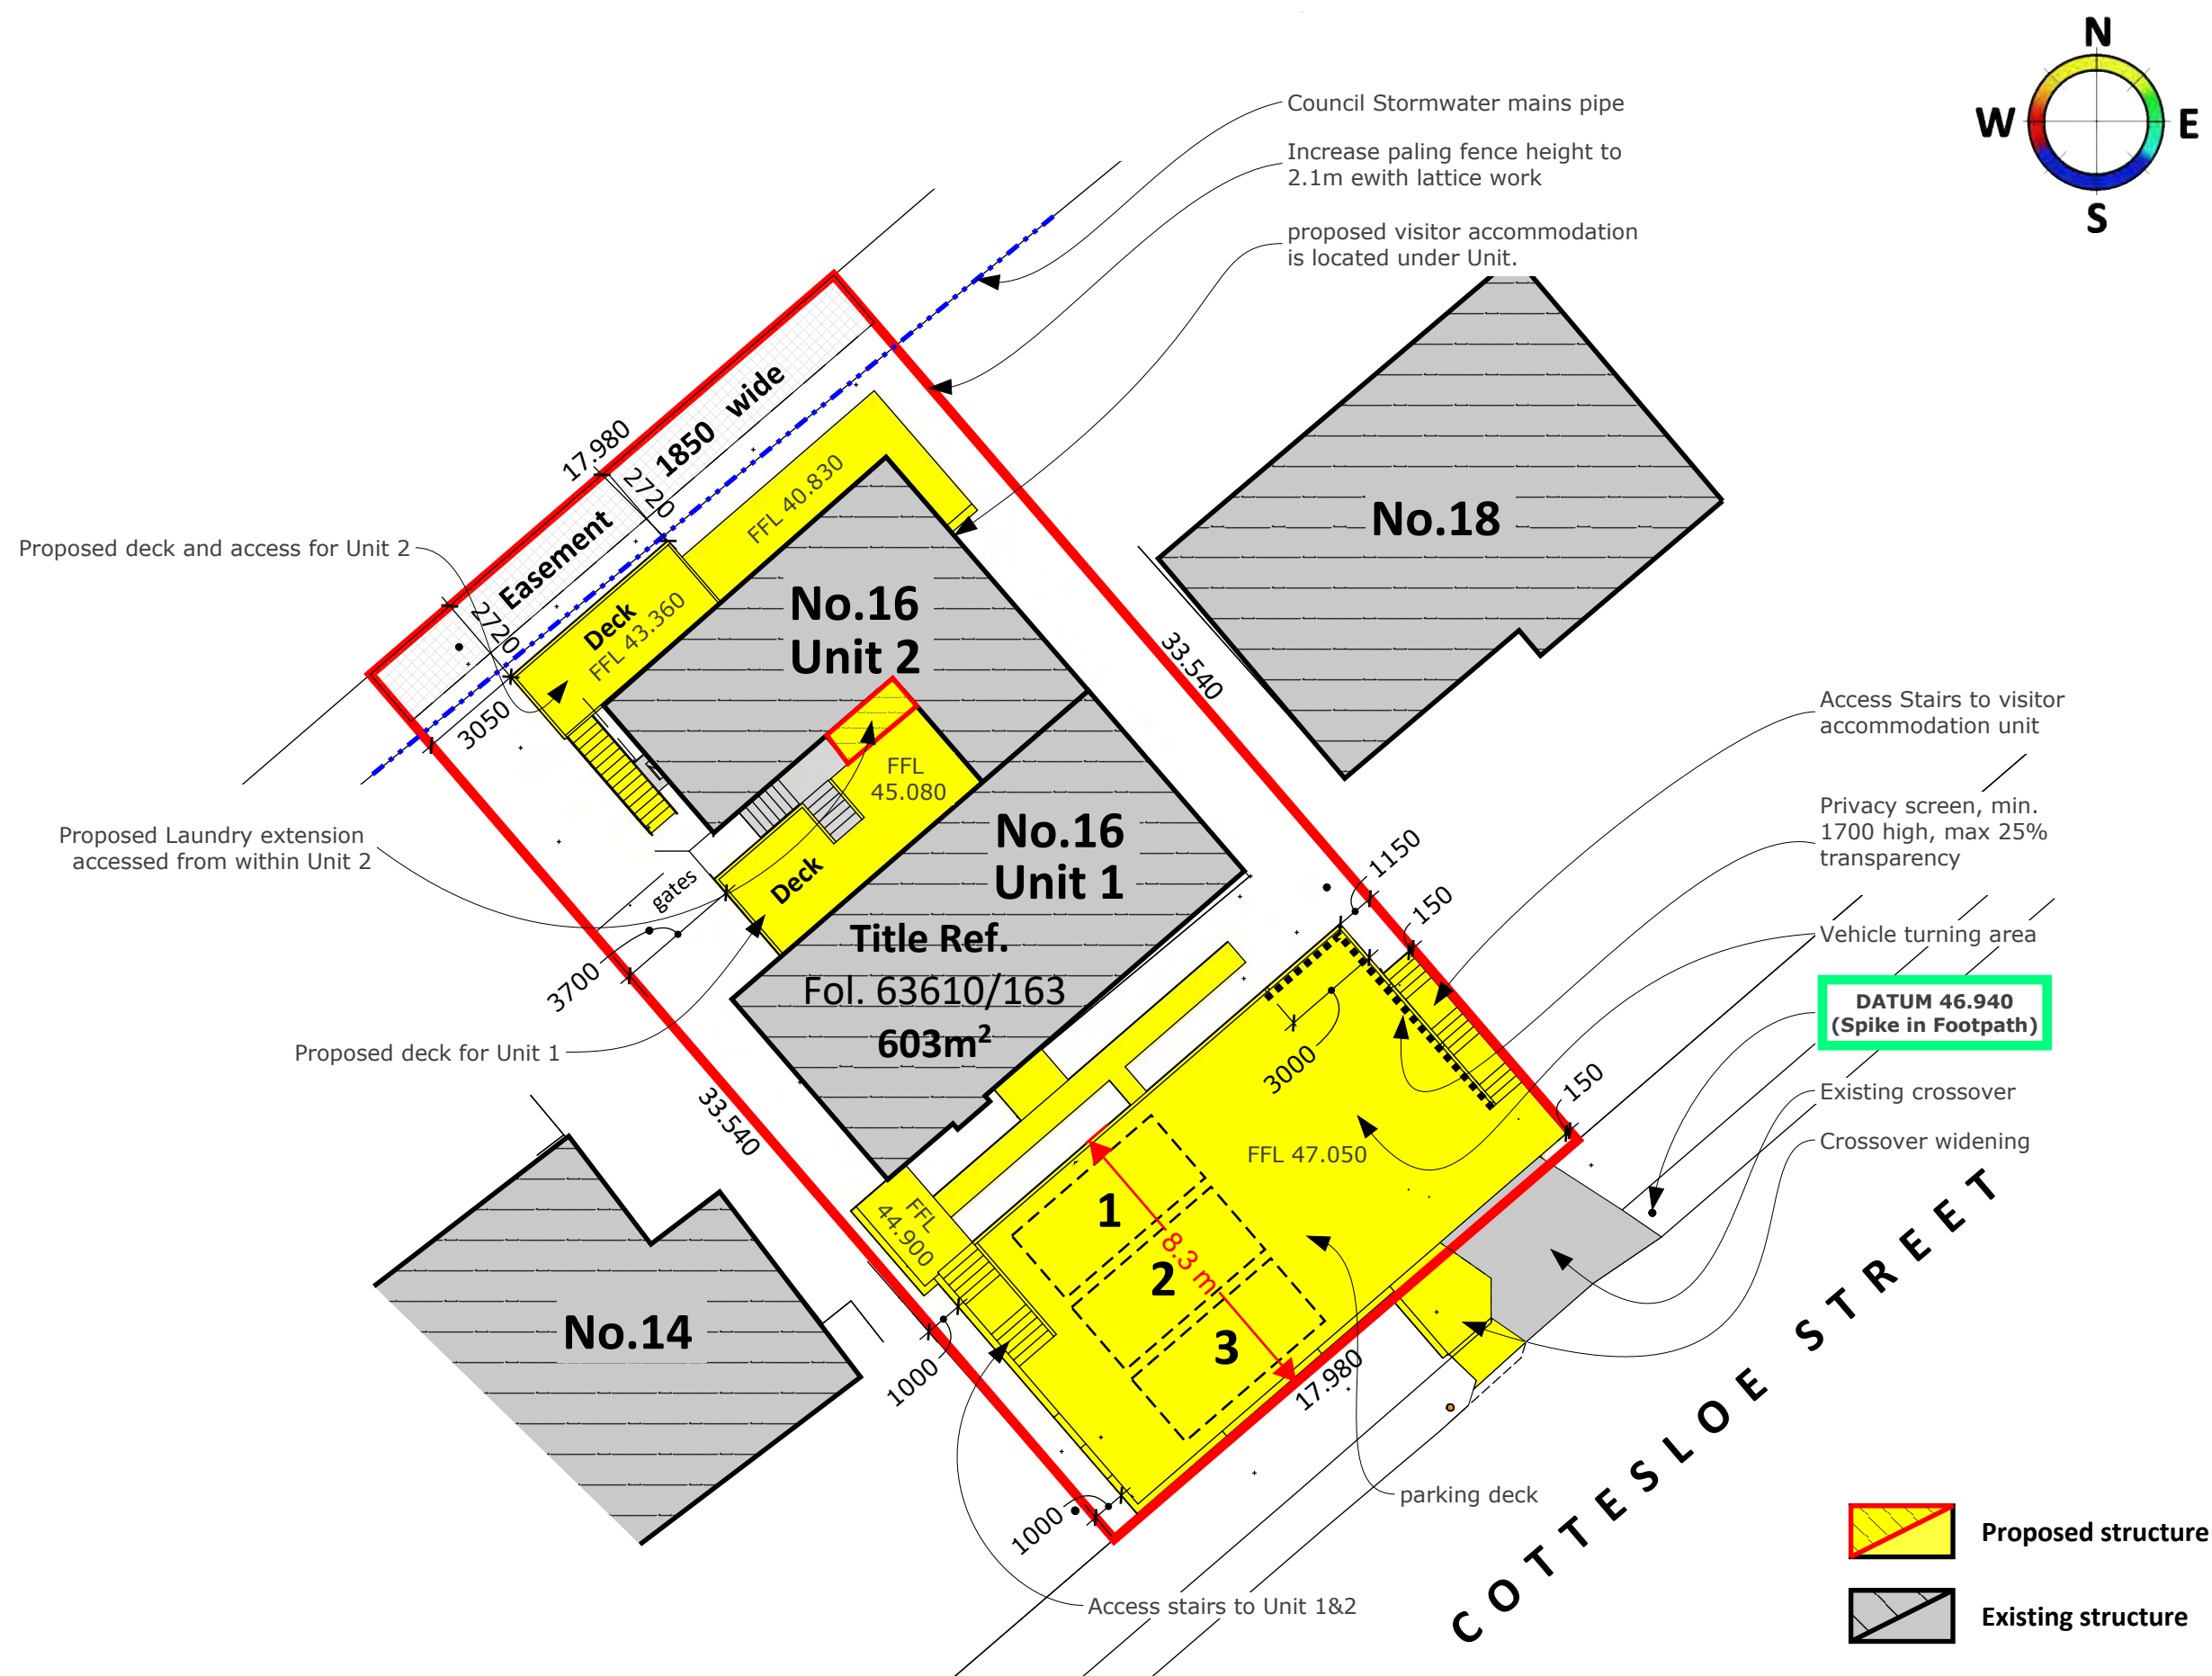 N
W
E
S
Council Stormwater mains pipe
Increase paling fence height to
2.1m ewith lattice work
proposed visitor accommodation
is located under Unit.
17.980
1850 wide
Easement
2720
2720
FFL 40.830
Proposed deck and access for Unit 2
Deck
FFL 43.360
3050
No.16
Unit 2
No.18
33.540
FFL
45.080
Access Stairs to visitor
accommodation unit
Privacy screen, min.
1700 high, max 25%
transparency
Proposed Laundry extension
accessed from within Unit 2
gates
Deck
No.16
Unit 1
1150
150
Title Ref.
Fol. 63610/163
603m²
3700
Vehicle turning area
DATUM 46.940
(Spike in Footpath)
Proposed deck for Unit 1
3000
150
Existing crossover
Crossover widening
33.540
FFL 47.050
FFL
44.900
1
2
3
8.3 m
No.14
1000
17.980
1000
parking deck
Access stairs to Unit 1&2
COTTESLOE STREET
Proposed structure
Existing structure